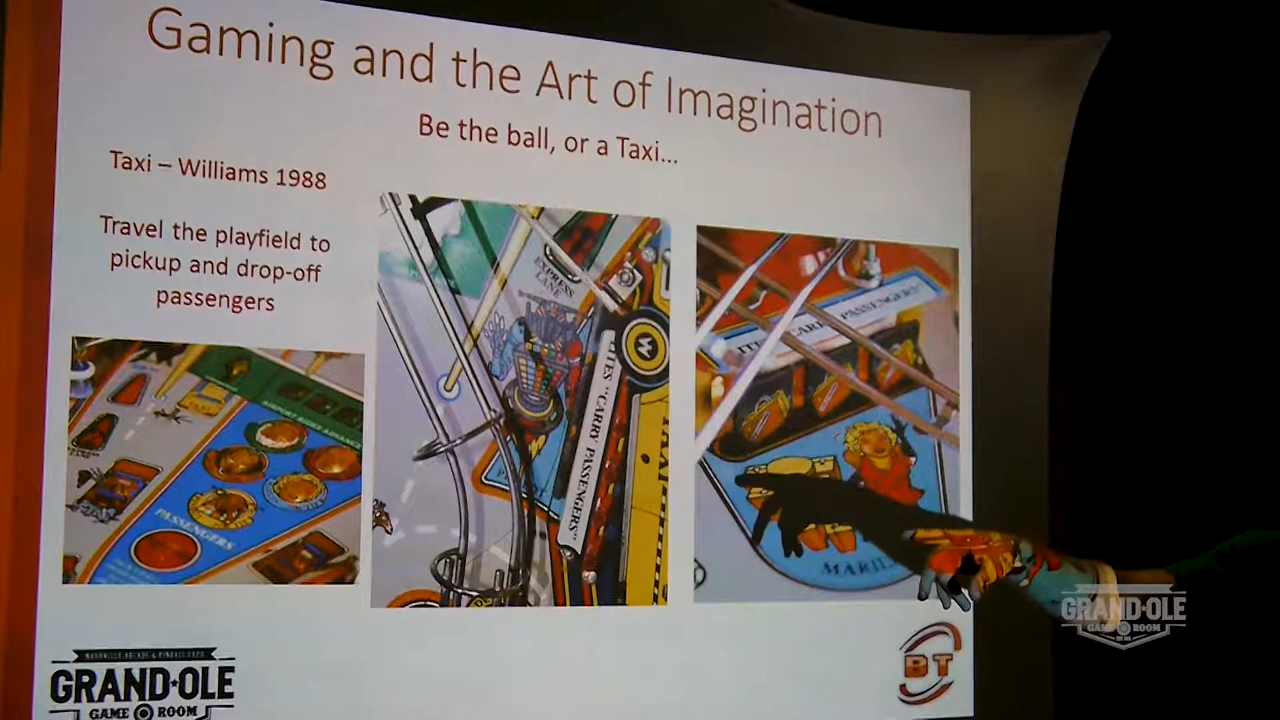 Gaming and the Art of Imagination
Be the ball, or a Taxi...
Taxi – Williams 1988
Travel the playfield to
pickup and drop-off
passengers
EXPRESS
LANE
"CARRY PASSENGERS"
PASSENGERS"
PASSENGERS
GRAND★OLE
GAME ROOM
BT
GRAND★OLE
GAME ROOM